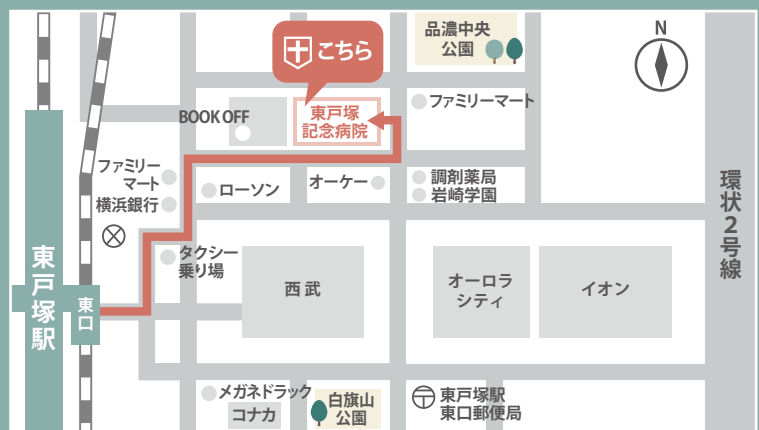 品濃中央
公園
N
こちら
BOOK OFF
東戸塚
記念病院
ファミリーマート
ファミリー
マート
横浜銀行
ローソン
オーケー
調剤薬局
岩崎学園
環状2号線
タクシー
乗り場
東戸塚駅
東口
西武
オーロラ
シティ
イオン
メガネドラッグ
コナカ
白旗山
公園
東戸塚駅
東口郵便局